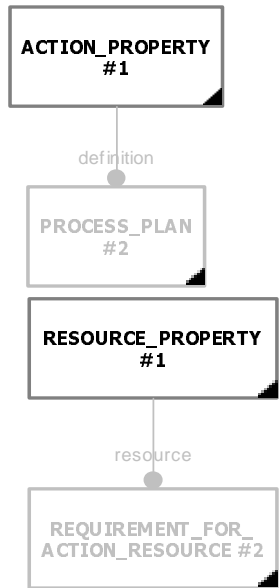 ACTION_PROPERTY
#1
definition
PROCESS_PLAN
#2
RESOURCE_PROPERTY
#1
resource
REQUIREMENT_FOR_
ACTION_RESOURCE #2